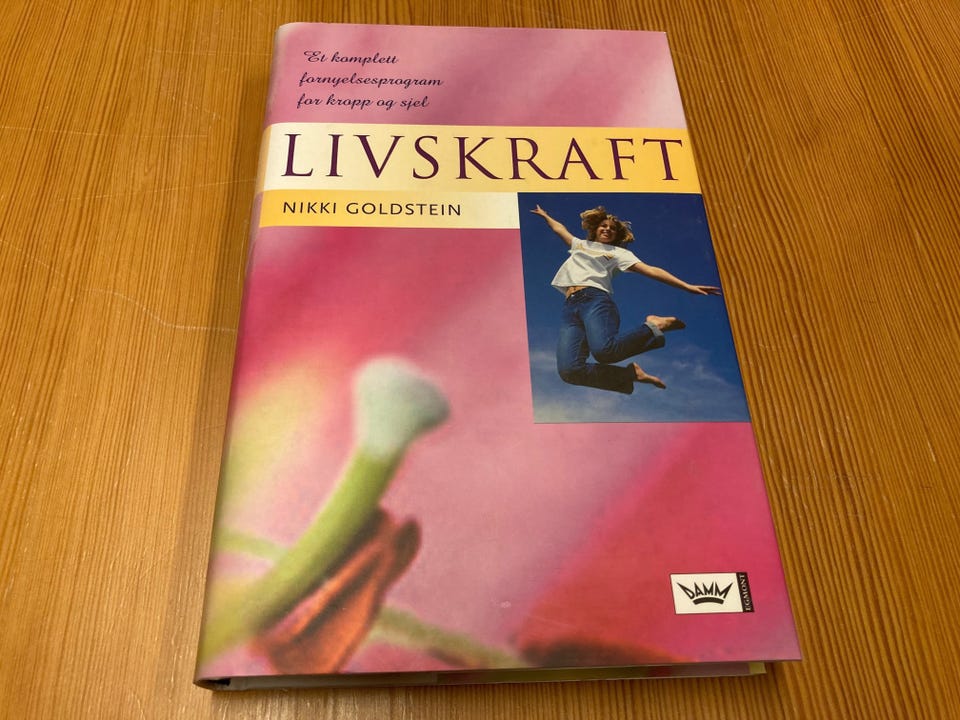 Et komplett
fornyelsesprogram
for kropp og sjel
LIVSKRAFT
NIKKI GOLDSTEIN
DAMM
EGMONT